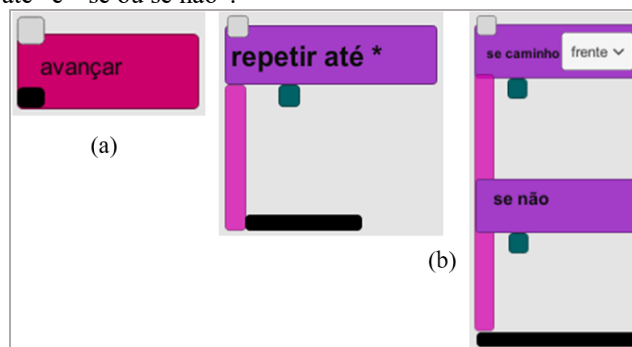 até" e "se ou se não".
avançar
repetir até *
se caminho frente
se não
(a)
(b)